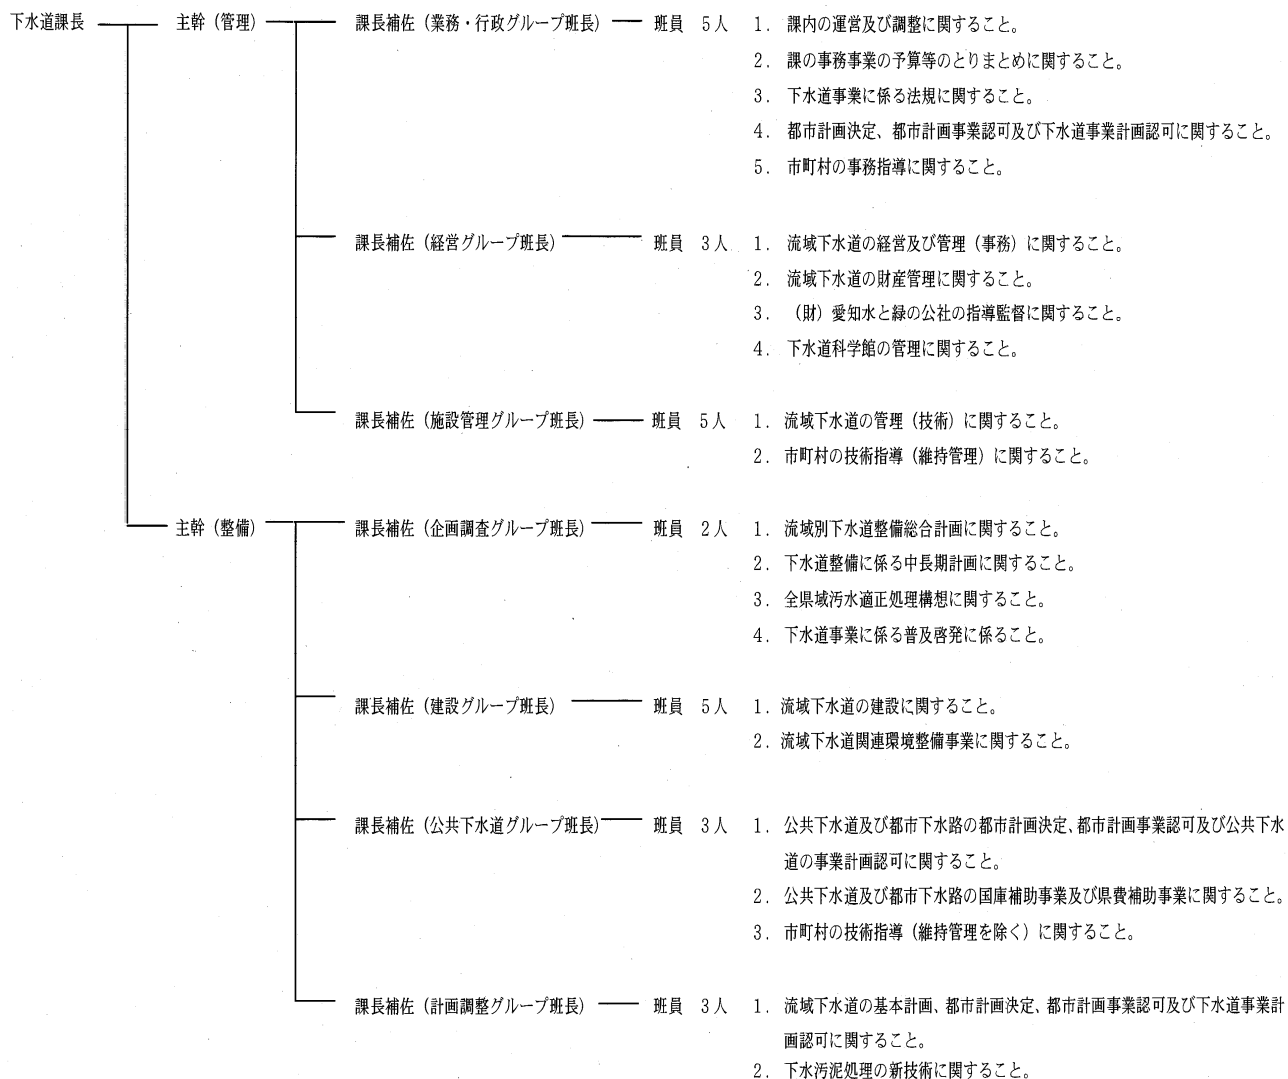 下水道課長 主幹（管理） 課長補佐（業務・行政グループ班長） 班員 5人 1. 課内の運営及び調整に関すること。
2. 課の事務事業の予算等のとりまとめに関すること。
3. 下水道事業に係る法規に関すること。
4. 都市計画決定、都市計画事業認可及び下水道事業計画認可に関すること。
5. 市町村の事務指導に関すること。
課長補佐（経営グループ班長） 班員 3人 1. 流域下水道の経営及び管理（事務）に関すること。
2. 流域下水道の財産管理に関すること。
3. （財）愛知水と緑の公社の指導監督に関すること。
4. 下水道科学館の管理に関すること。
課長補佐（施設管理グループ班長） 班員 5人 1. 流域下水道の管理（技術）に関すること。
2. 市町村の技術指導（維持管理）に関すること。
主幹（整備） 課長補佐（企画調査グループ班長） 班員 2人 1. 流域別下水道整備総合計画に関すること。
2. 下水道整備に係る中長期計画に関すること。
3. 全県域汚水適正処理構想に関すること。
4. 下水道事業に係る普及啓発に係ること。
課長補佐（建設グループ班長） 班員 5人 1. 流域下水道の建設に関すること。
2. 流域下水道関連環境整備事業に関すること。
課長補佐（公共下水道グループ班長） 班員 3人 1. 公共下水道及び都市下水路の都市計画決定、都市計画事業認可及び公共下水
道の事業計画認可に関すること。
2. 公共下水道及び都市下水路の国庫補助事業及び県費補助事業に関すること。
3. 市町村の技術指導（維持管理を除く）に関すること。
課長補佐（計画調整グループ班長） 班員 3人 1. 流域下水道の基本計画、都市計画決定、都市計画事業認可及び下水道事業計
画認可に関すること。
2. 下水汚泥処理の新技術に関すること。